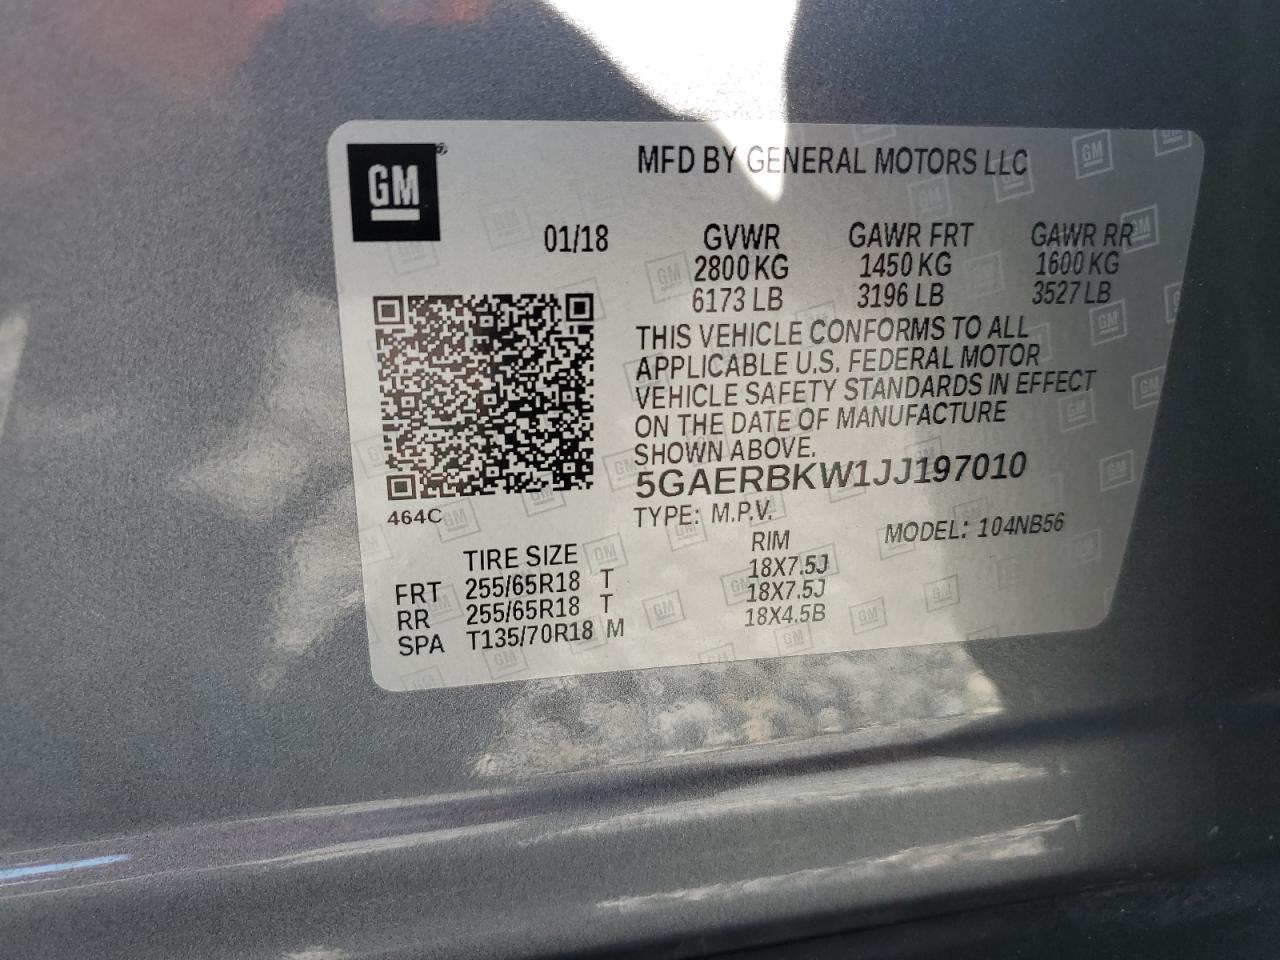 GM ®
MFD BY GENERAL MOTORS LLC
01/18 GVWR GAWR FRT GAWR RR
2800 KG 1450 KG 1600 KG
6173 LB 3196 LB 3527 LB
THIS VEHICLE CONFORMS TO ALL
APPLICABLE U.S. FEDERAL MOTOR
VEHICLE SAFETY STANDARDS IN EFFECT
ON THE DATE OF MANUFACTURE
SHOWN ABOVE.
5GAERBKW1JJ197010
464C
TYPE: M.P.V. MODEL: 104NB56
TIRE SIZE RIM
FRT 255/65R18 T 18X7.5J
RR 255/65R18 T 18X7.5J
SPA T135/70R18 M 18X4.5B